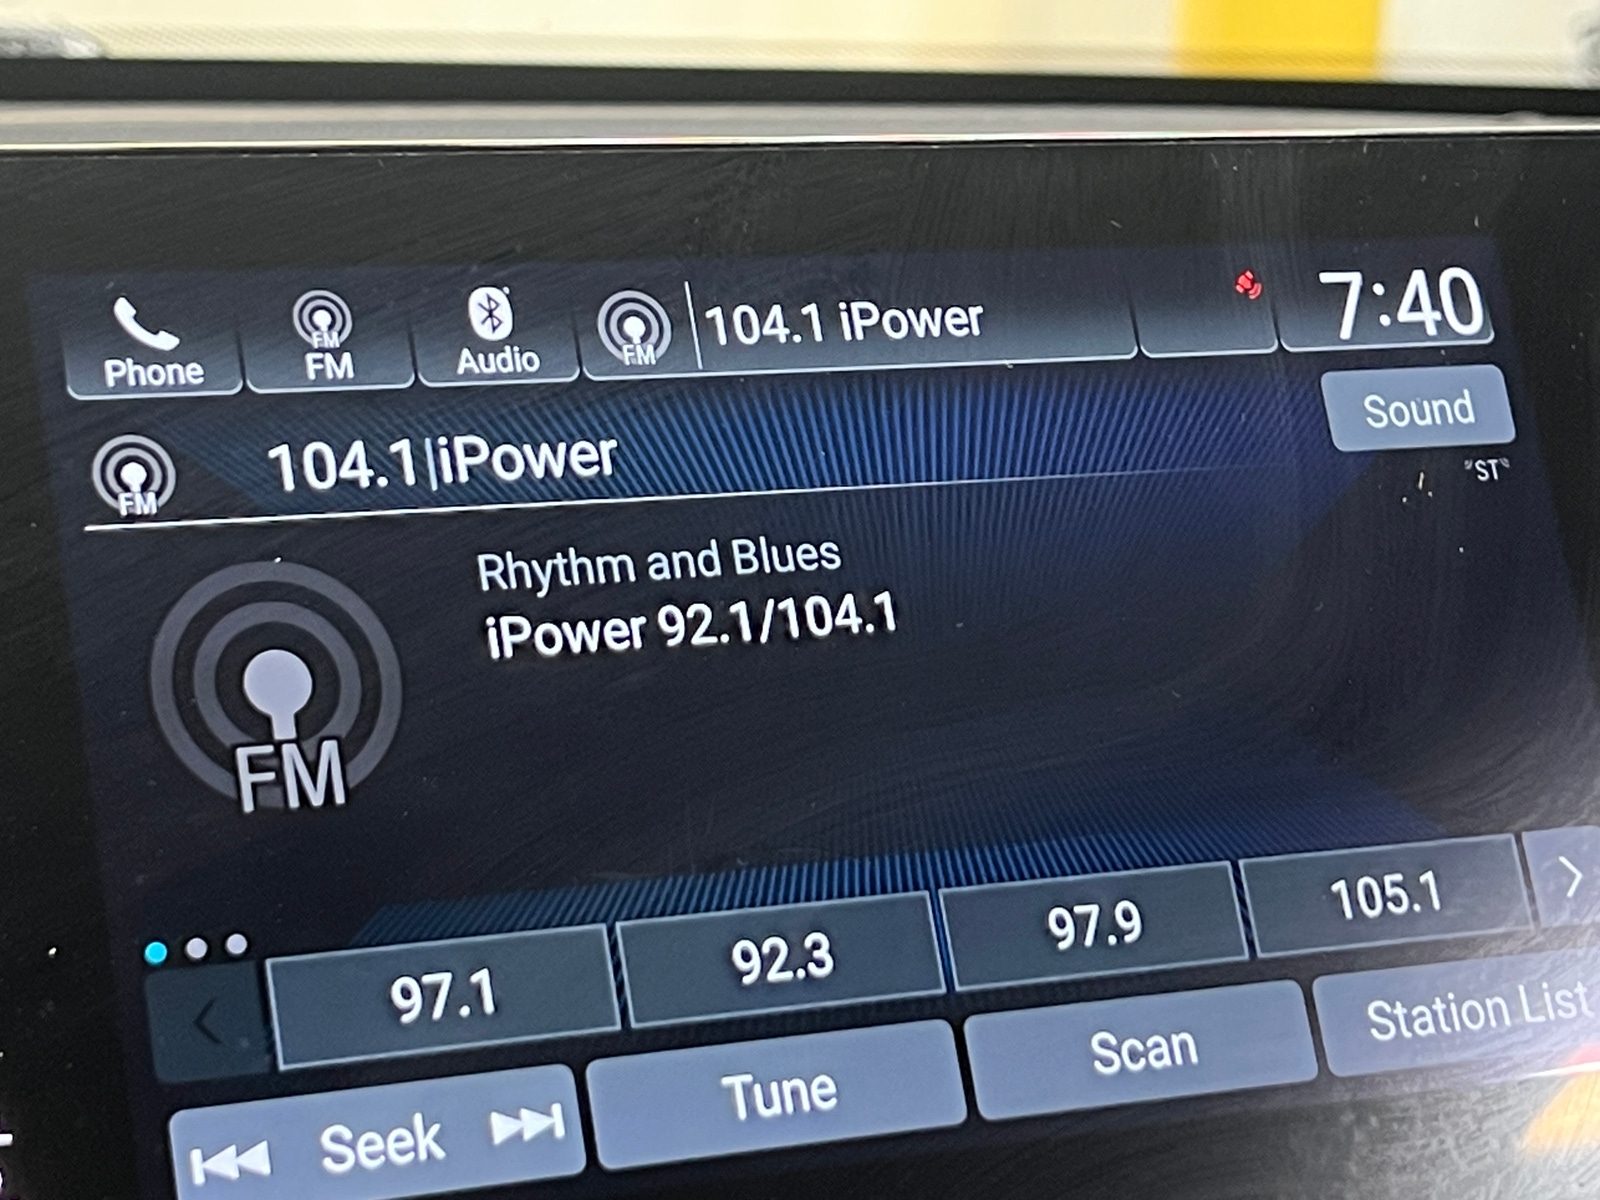 Phone
FM
FM
Audio
FM
104.1 iPower
7:40
Sound
FM
104.1|iPower
"ST"
Rhythm and Blues
iPower 92.1/104.1
FM
97.1
92.3
97.9
105.1
Seek
Tune
Scan
Station List